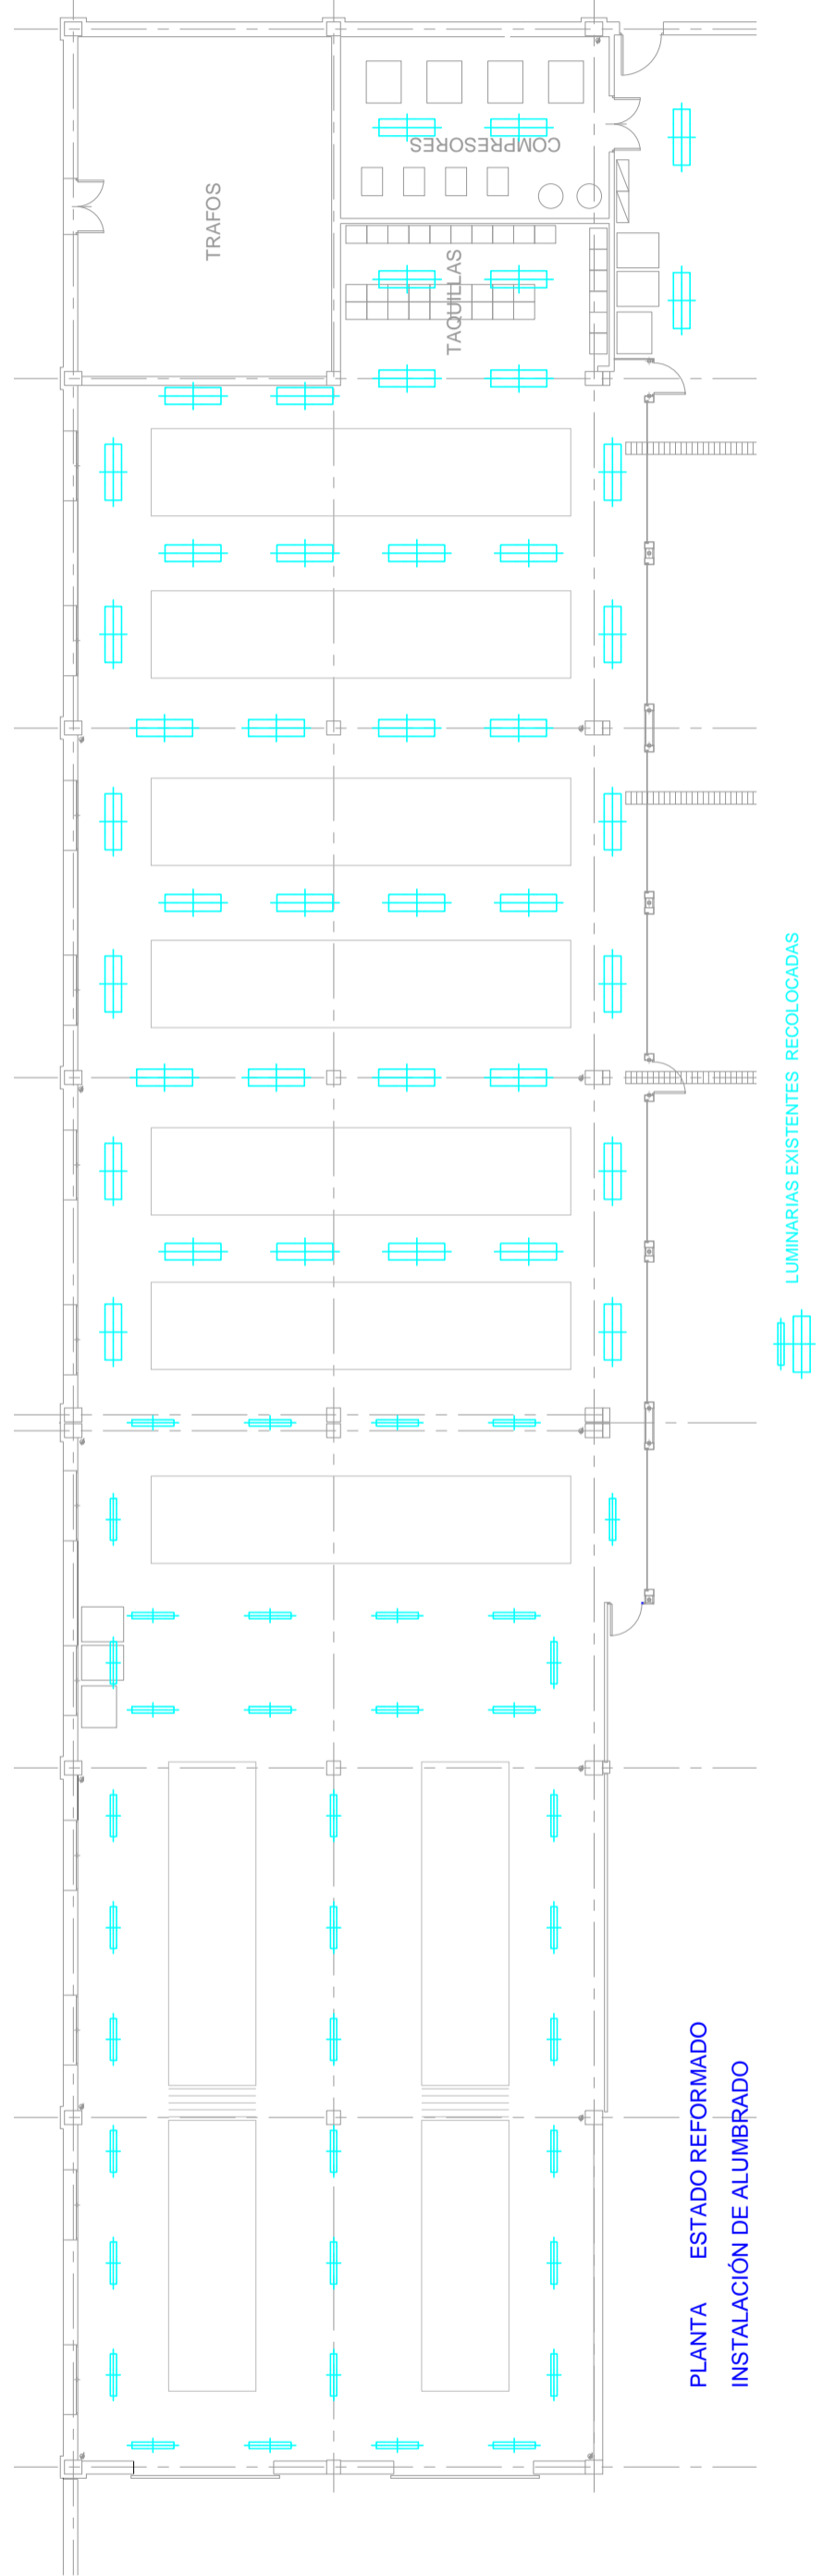 COMPRESORES
TRAFOS
TAQUILLAS
LUMINARIAS EXISTENTES RECOLOCADAS
PLANTA ESTADO REFORMADO
INSTALACIÓN DE ALUMBRADO